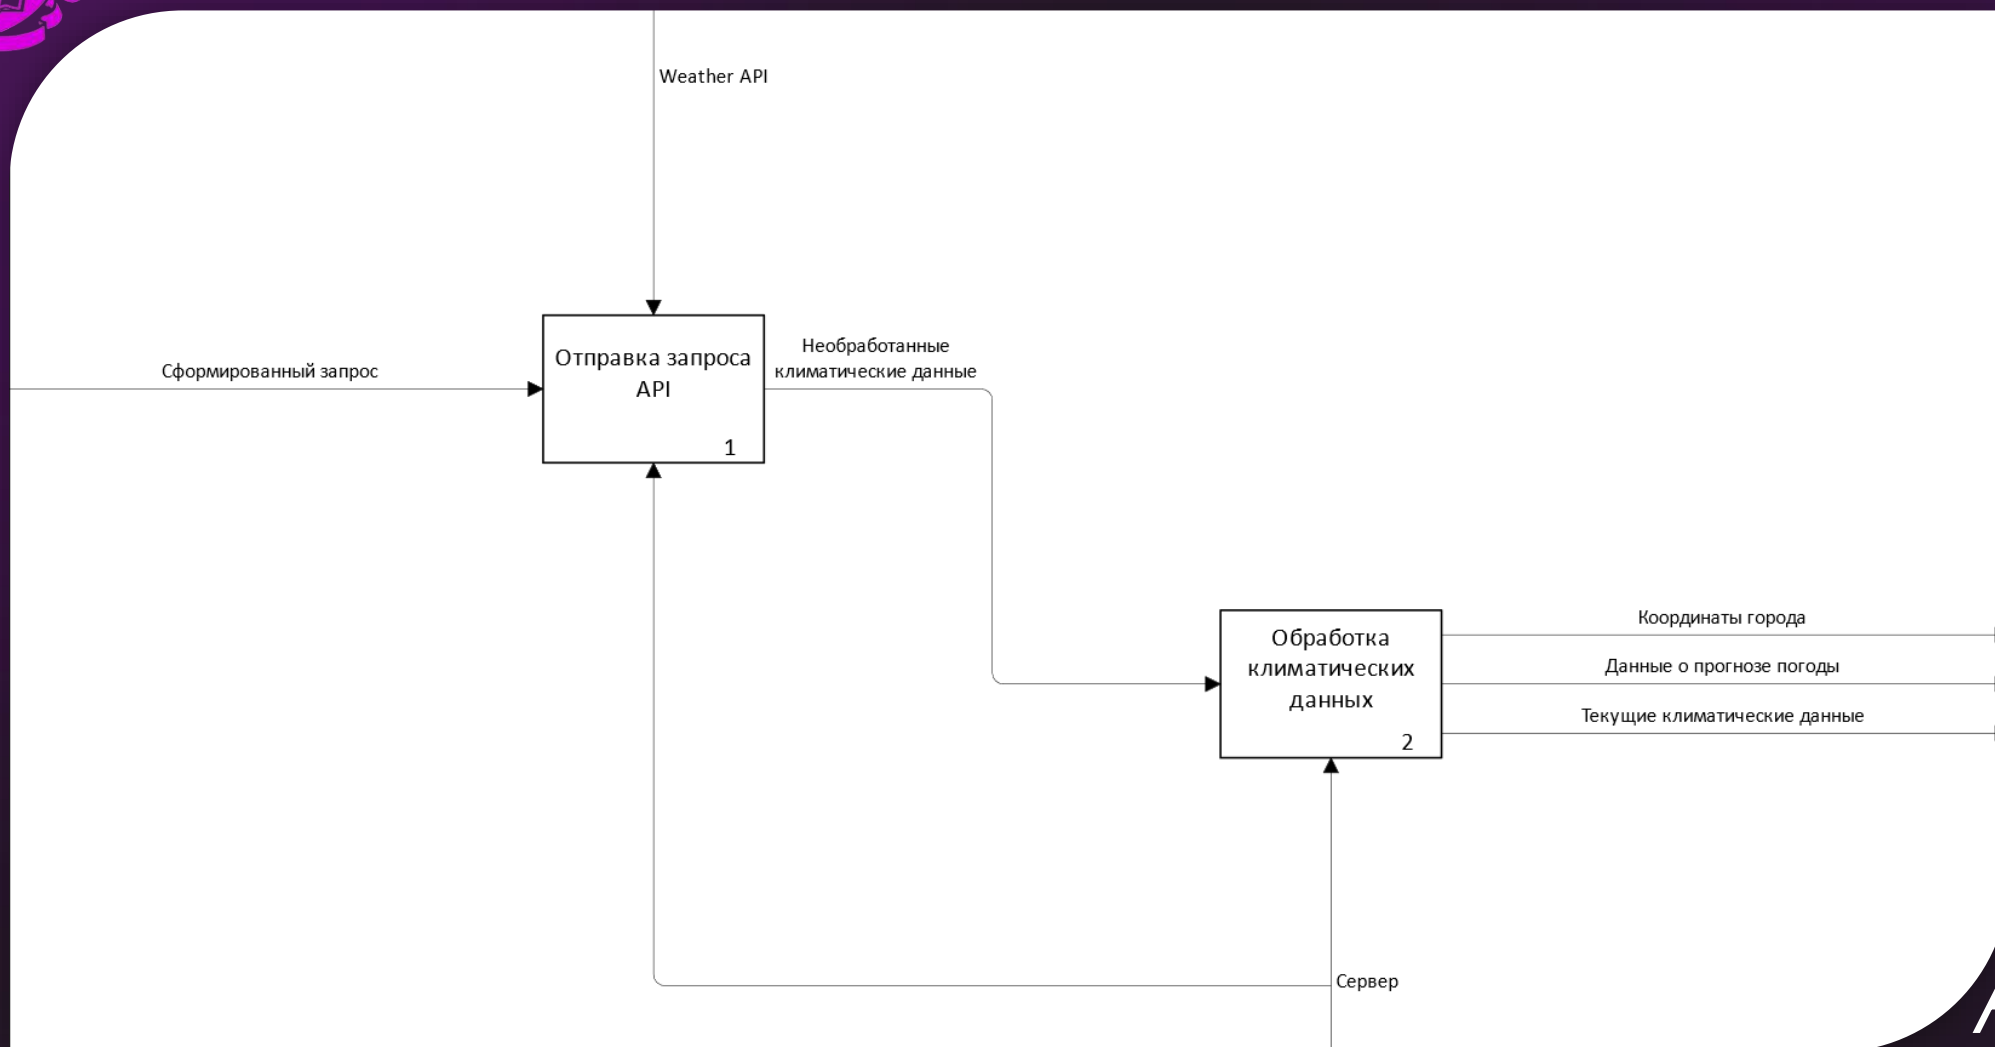 Weather API
Сформированный запрос
Отправка запроса
API
1
Необработанные
климатические данные
Обработка
климатических
данных
2
Координаты города
Данные о прогнозе погоды
Текущие климатические данные
Сервер